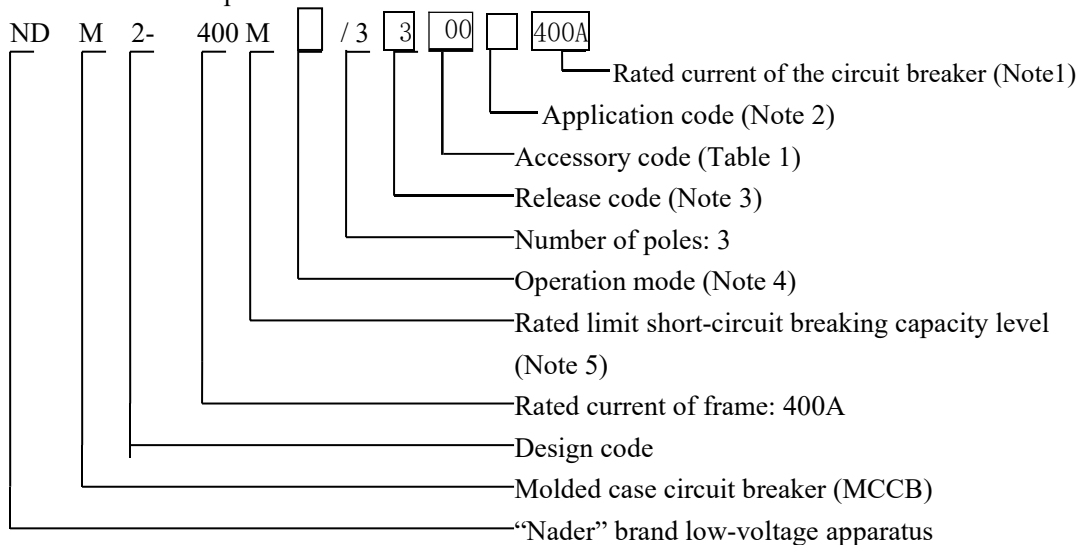 ND M 2- 400 M / 3 3 00 400A
Rated current of the circuit breaker (Note1)
Application code (Note 2)
Accessory code (Table 1)
Release code (Note 3)
Number of poles: 3
Operation mode (Note 4)
Rated limit short-circuit breaking capacity level
(Note 5)
Rated current of frame: 400A
Design code
Molded case circuit breaker (MCCB)
“Nader” brand low-voltage apparatus